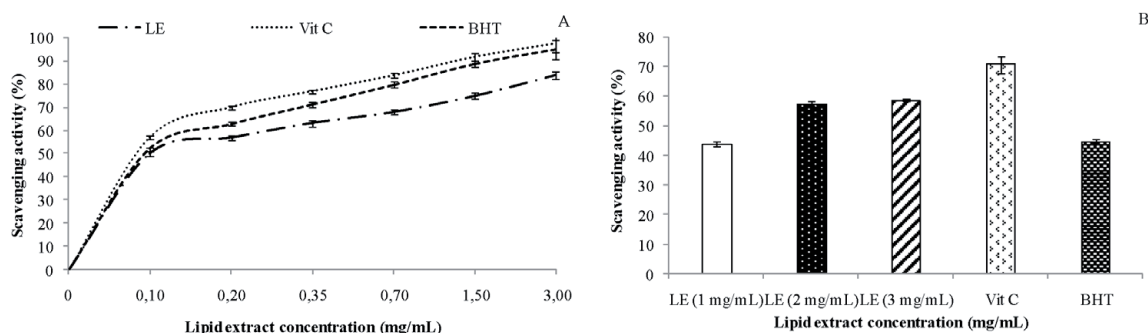 LE Vit C BHT A
100
90
80
70
60
50
40
30
20
10
0
Scavenging activity (%)
0 0,10 0,20 0,35 0,70 1,50 3,00
Lipid extract concentration (mg/mL)
B
80
70
60
50
40
30
20
10
0
Scavenging activity (%)
LE (1 mg/mL) LE (2 mg/mL) LE (3 mg/mL) Vit C BHT
Lipid extract concentration (mg/mL)